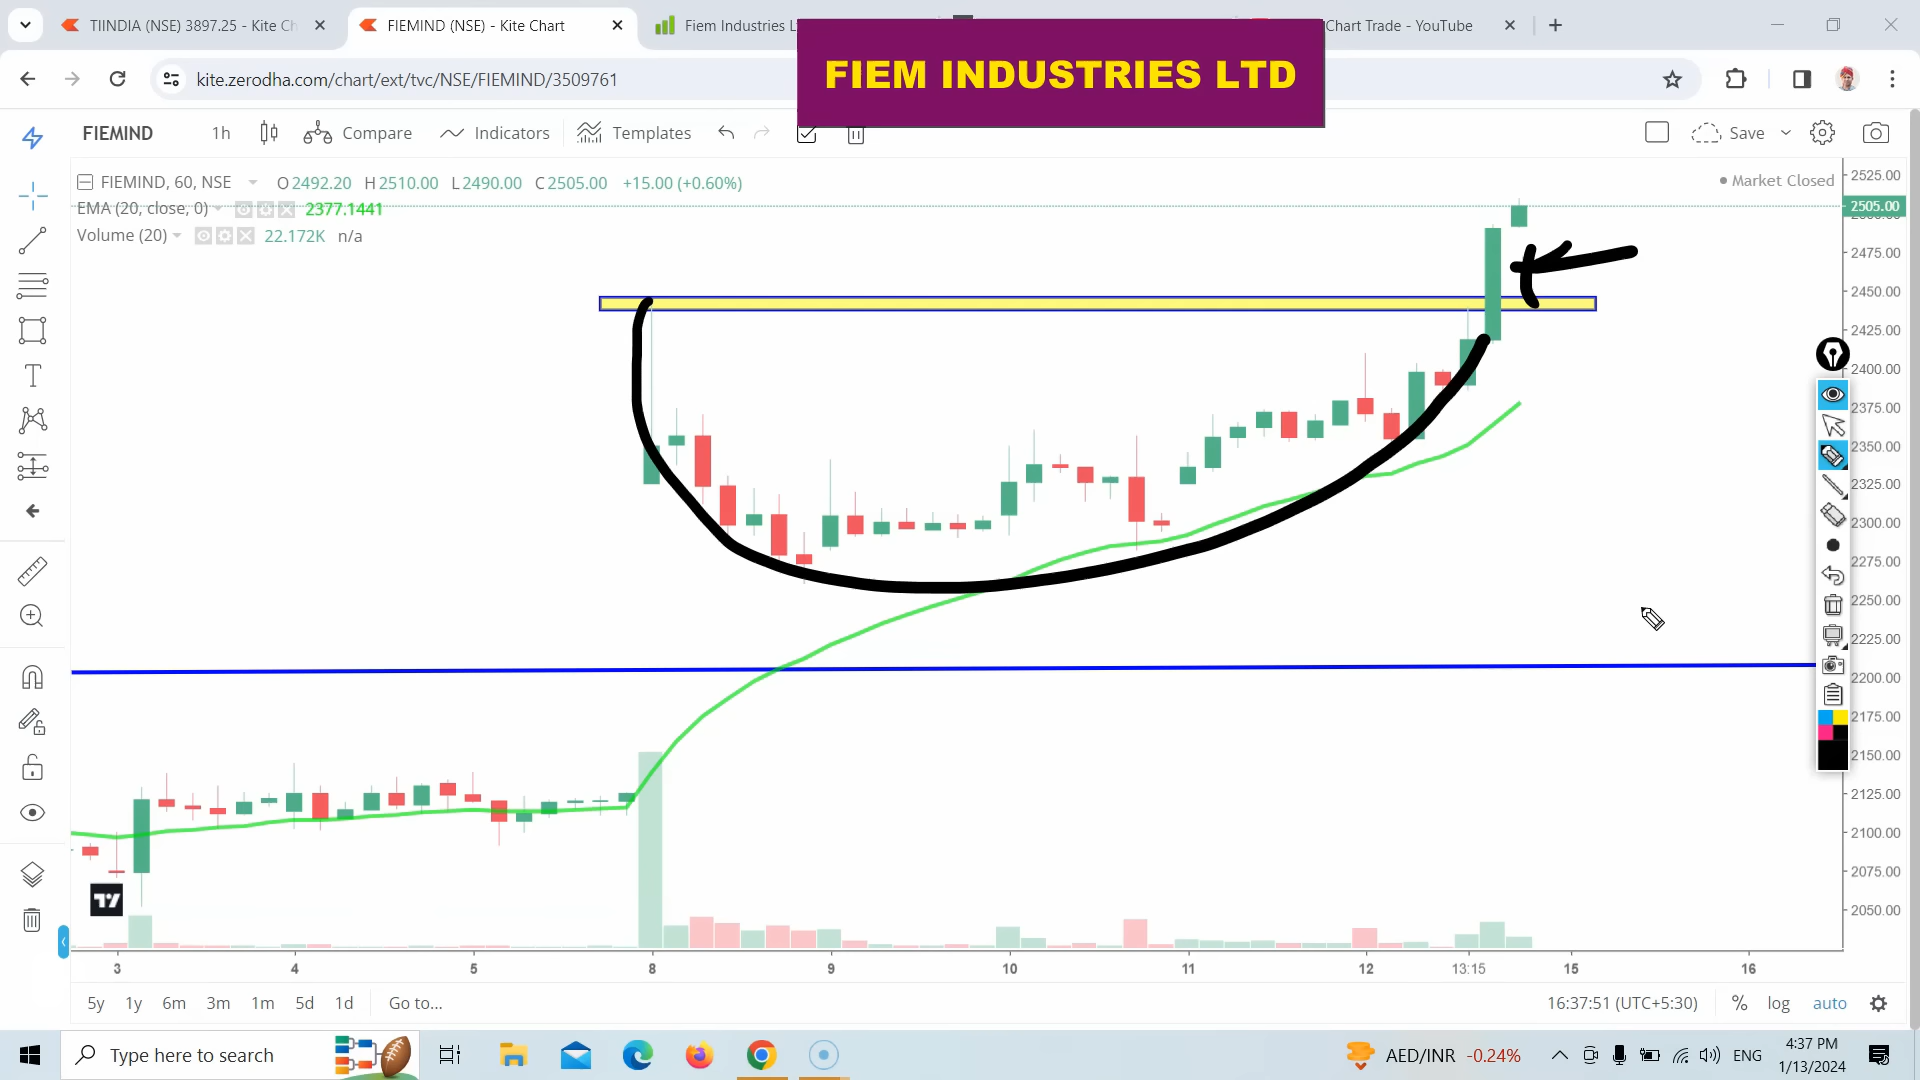 TIINDIA (NSE) 3897.25 - Kite Ch
FIEMIND (NSE) - Kite Chart
Fiem Industries L
Chart Trade - YouTube
kite.zerodha.com/chart/ext/tvc/NSE/FIEMIND/3509761
FIEM INDUSTRIES LTD
FIEMIND 1h Compare Indicators Templates Save
FIEMIND, 60, NSE O2492.20 H2510.00 L2490.00 C2505.00 +15.00 (+0.60%)
Market Closed
EMA (20, close, 0) 2377.1441
Volume (20) 22.172K n/a
2525.00
2505.00
2475.00
2450.00
2425.00
2400.00
2375.00
2350.00
2325.00
2300.00
2275.00
2250.00
2225.00
2200.00
2175.00
2150.00
2125.00
2100.00
2075.00
2050.00
3 4 5 8 9 10 11 12 13:15 15 16
5y 1y 6m 3m 1m 5d 1d Go to...
16:37:51 (UTC+5:30) % log auto
Type here to search
AED/INR -0.24%
ENG
4:37 PM
1/13/2024